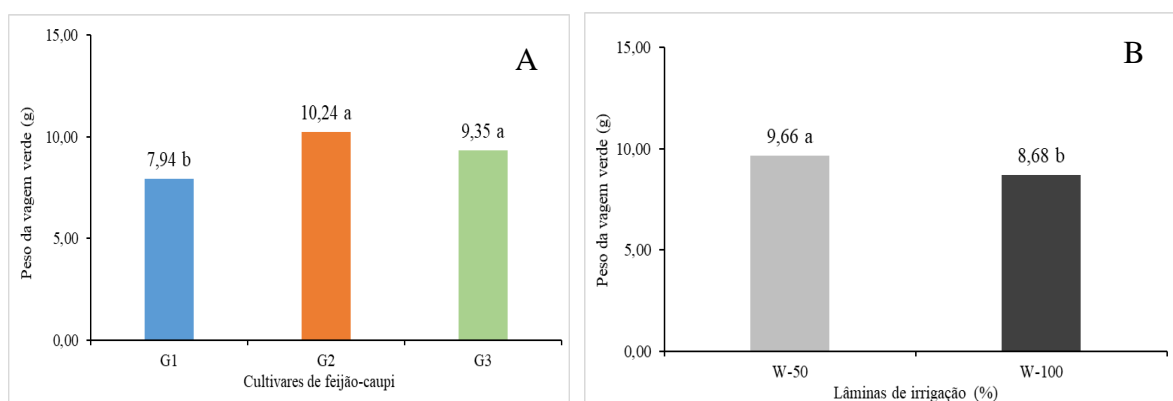 A
Peso da vagem verde (g)
15,00
10,00
5,00
0,00
7,94 b
10,24 a
9,35 a
G1
G2
G3
Cultivares de feijão-caupi
B
Peso da vagem verde (g)
15,00
10,00
5,00
0,00
9,66 a
8,68 b
W-50
W-100
Lâminas de irrigação (%)